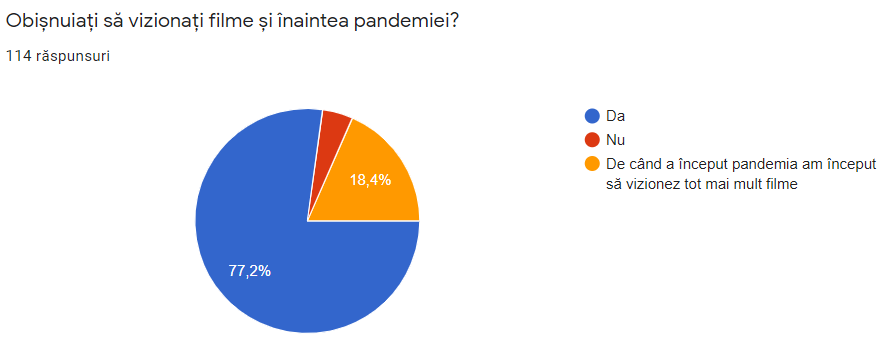 Obișnuiați să vizionați filme și înaintea pandemiei?
114 răspunsuri
Da
Nu
De când a început pandemia am început
să vizionez tot mai mult filme
18,4%
77,2%